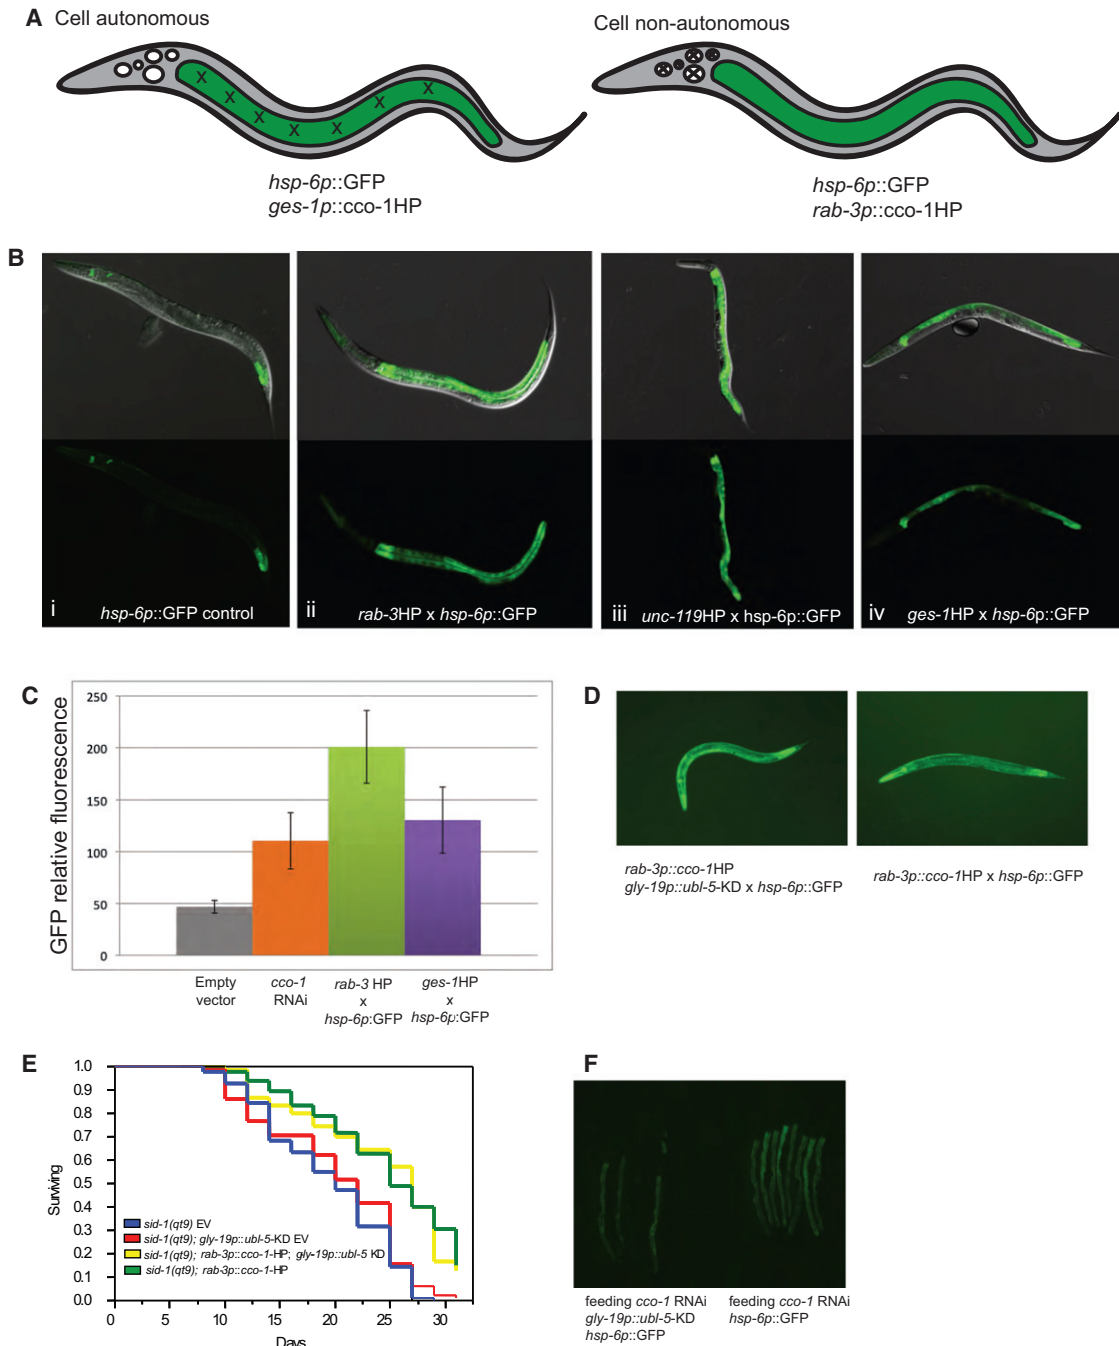 A
Cell autonomous
Cell non-autonomous
x x x x x x x
hsp-6p::GFP
ges-1p::cco-1HP
hsp-6p::GFP
rab-3p::cco-1HP
B
i
hsp-6p::GFP control
ii
rab-3HP x hsp-6p::GFP
iii
unc-119HP x hsp-6p::GFP
iv
ges-1HP x hsp-6p::GFP
C
GFP relative fluorescence
250
200
150
100
50
0
Empty
vector
cco-1
RNAi
rab-3 HP
x
hsp-6p:GFP
ges-1HP
x
hsp-6p:GFP
D
rab-3p::cco-1HP
gly-19p::ubl-5-KD x hsp-6p::GFP
rab-3p::cco-1HP x hsp-6p::GFP
E
Surviving
1.0
0.9
0.8
0.7
0.6
0.5
0.4
0.3
0.2
0.1
0.0
sid-1(qt9) EV
sid-1(qt9); gly-19p::ubl-5-KD EV
sid-1(qt9); rab-3p::cco-1-HP; gly-19p::ubl-5 KD
sid-1(qt9); rab-3p::cco-1-HP
0 5 10 15 20 25 30
Days
F
feeding cco-1 RNAi
gly-19p::ubl-5-KD
hsp-6p::GFP
feeding cco-1 RNAi
hsp-6p::GFP